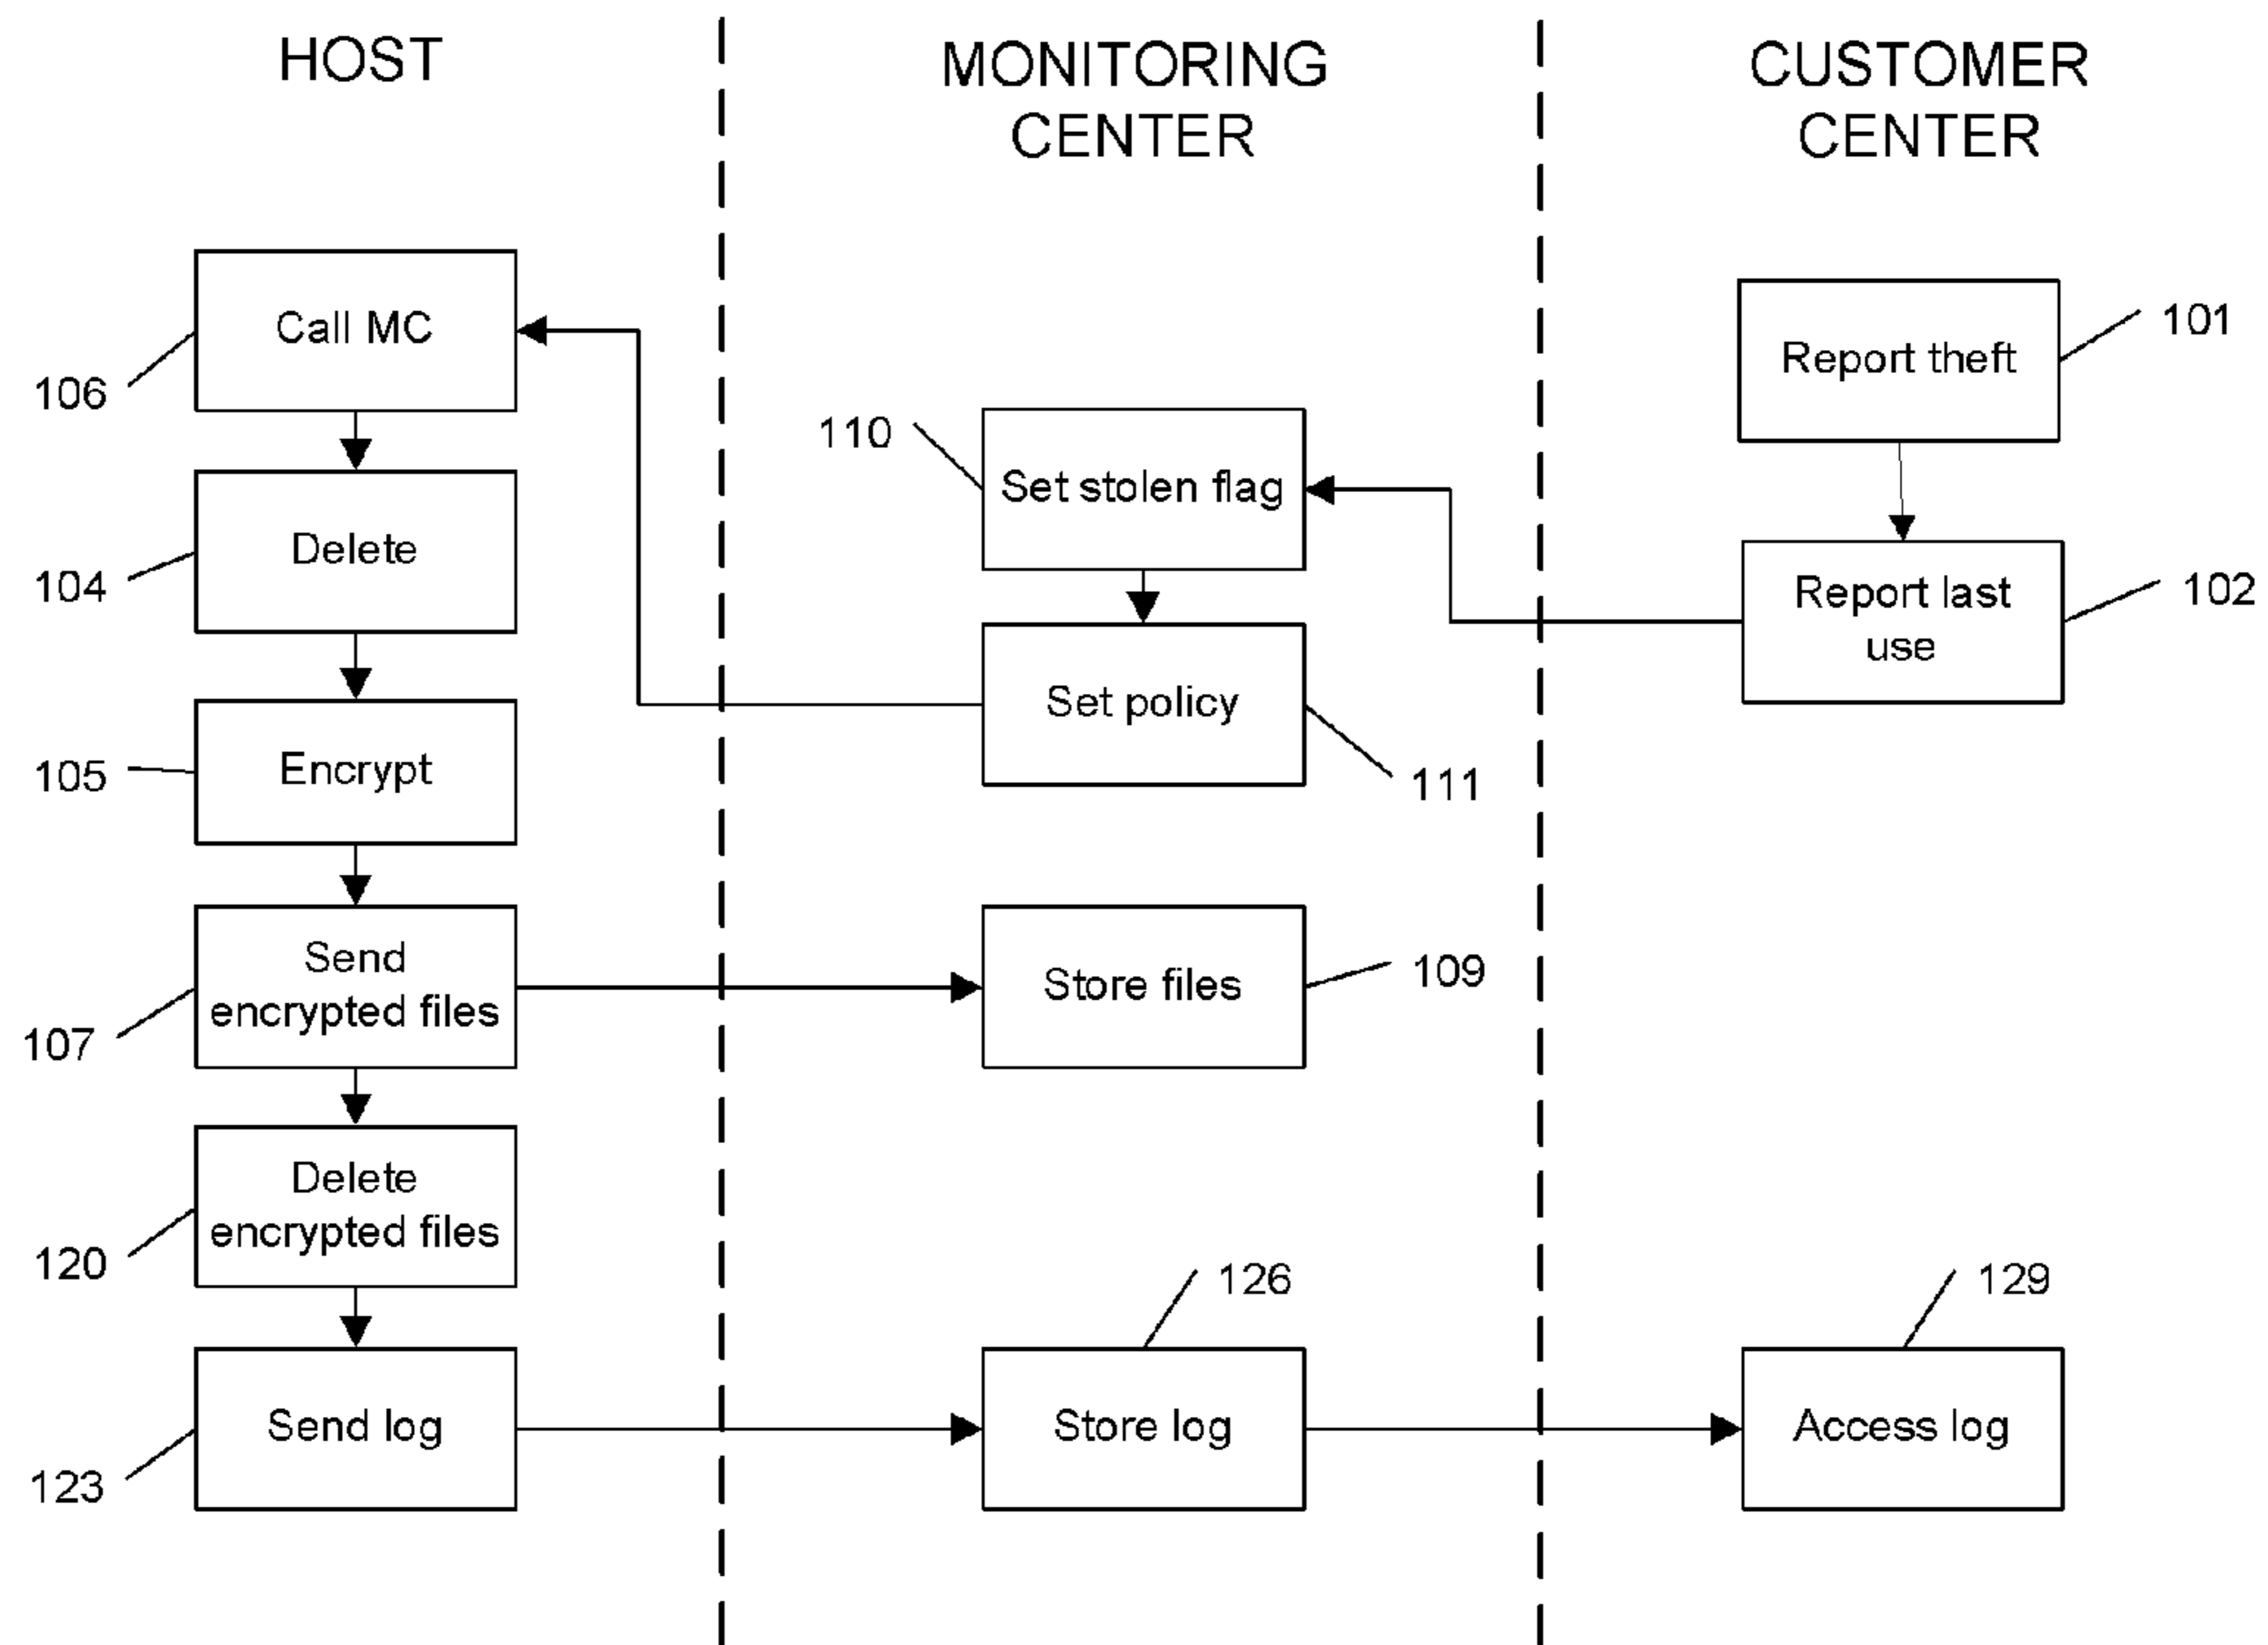 HOST
MONITORING
CENTER
CUSTOMER
CENTER
Call MC
106
Delete
104
Encrypt
105
Send
encrypted files
107
Delete
encrypted files
120
Send log
123
110
Set stolen flag
Set policy
111
Store files
109
126
Store log
Report theft
101
Report last
use
102
129
Access log